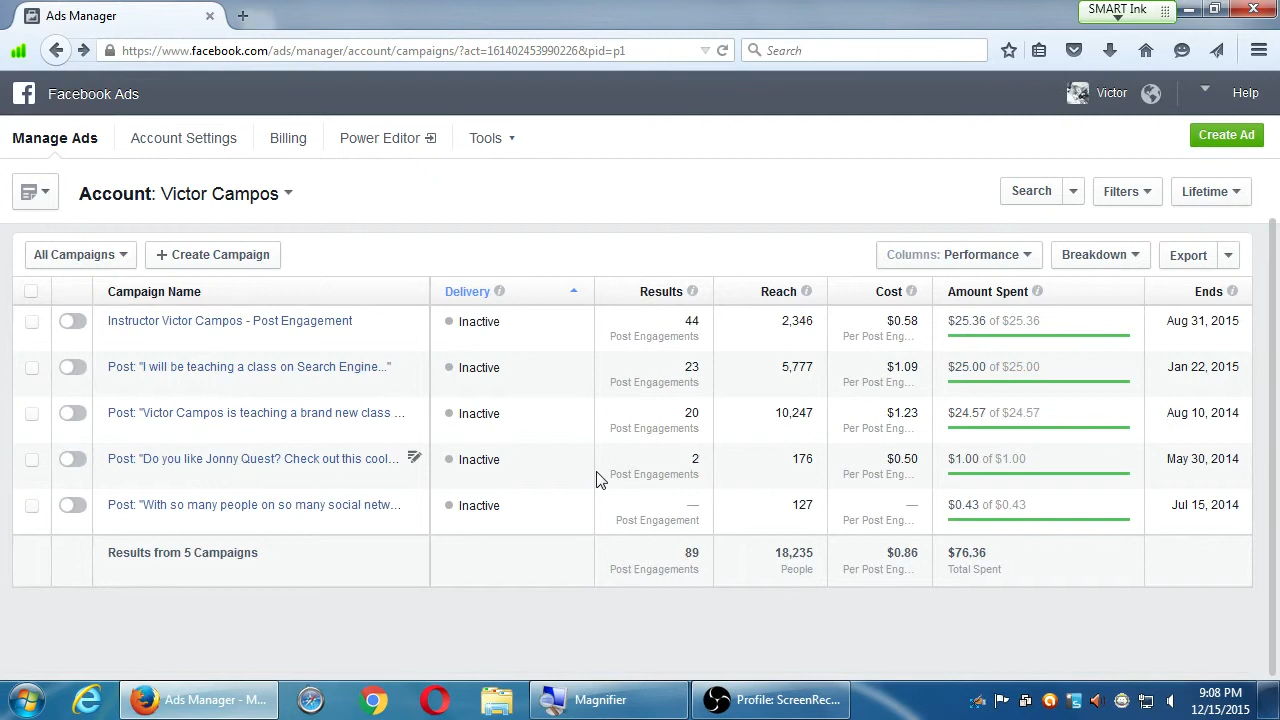 Ads Manager
SMART Ink
https://www.facebook.com/ads/manager/account/campaigns/?act=161402453990226&pid=p1
Search
Facebook Ads
Victor
Help
Manage Ads
Account Settings
Billing
Power Editor
Tools
Create Ad
Account: Victor Campos
Search
Filters
Lifetime
All Campaigns
+ Create Campaign
Columns: Performance
Breakdown
Export
Campaign Name
Delivery
Results
Reach
Cost
Amount Spent
Ends
Instructor Victor Campos - Post Engagement
Inactive
44
2,346
$0.58
$25.36 of $25.36
Aug 31, 2015
Post Engagements
Per Post Eng...
Post: "I will be teaching a class on Search Engine..."
Inactive
23
5,777
$1.09
$25.00 of $25.00
Jan 22, 2015
Post Engagements
Per Post Eng...
Post: "Victor Campos is teaching a brand new class ...
Inactive
20
10,247
$1.23
$24.57 of $24.57
Aug 10, 2014
Post Engagements
Per Post Eng...
Post: "Do you like Jonny Quest? Check out this cool...
Inactive
2
176
$0.50
$1.00 of $1.00
May 30, 2014
Post Engagements
Per Post Eng...
Post: "With so many people on so many social netw...
Inactive
—
127
—
$0.43 of $0.43
Jul 15, 2014
Post Engagement
Per Post Eng...
Results from 5 Campaigns
89
18,235
$0.86
$76.36
Post Engagements
People
Per Post Eng...
Total Spent
Ads Manager - M...
Magnifier
Profile: ScreenRec...
9:08 PM
12/15/2015